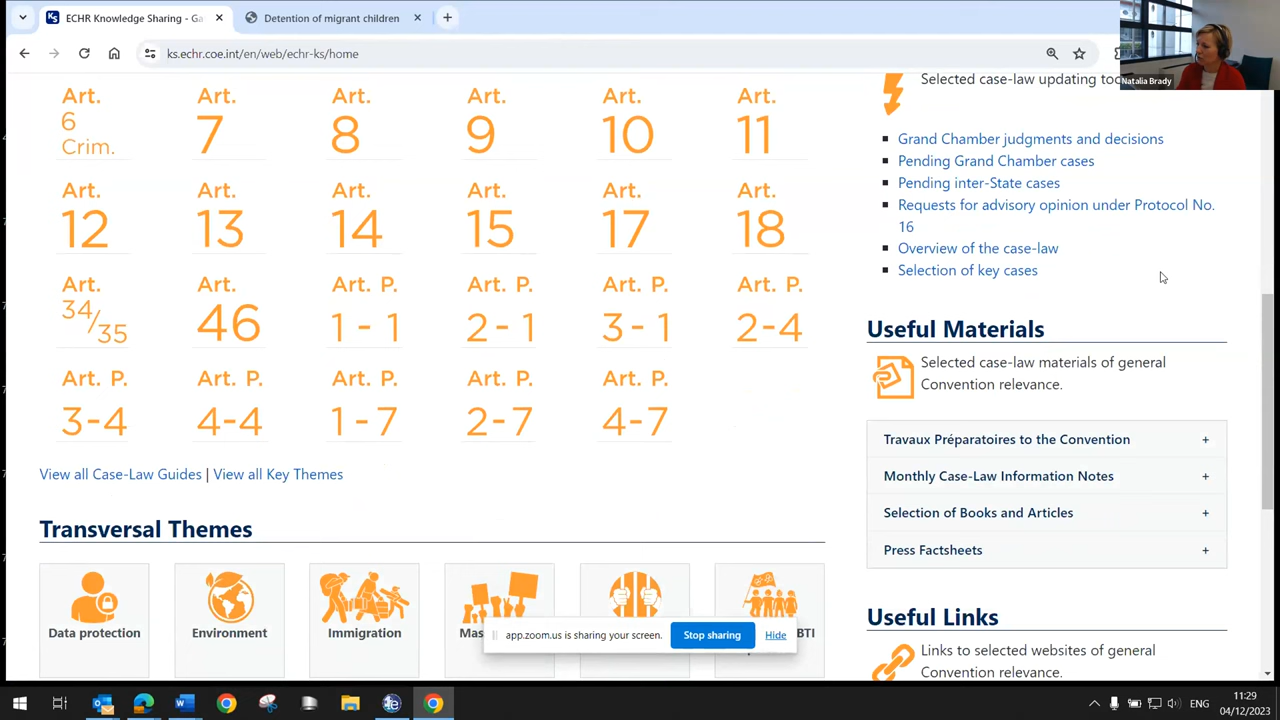 ECHR Knowledge Sharing - Ga
Detention of migrant children
ks.echr.coe.int/en/web/echr-ks/home
Natalia Brady
Art.
6
Crim.
Art.
7
Art.
8
Art.
9
Art.
10
Art.
11
Art.
12
Art.
13
Art.
14
Art.
15
Art.
17
Art.
18
Art.
34/35
Art.
46
Art. P.
1 - 1
Art. P.
2 - 1
Art. P.
3 - 1
Art. P.
2-4
Art. P.
3-4
Art. P.
4-4
Art. P.
1-7
Art. P.
2-7
Art. P.
4-7
View all Case-Law Guides | View all Key Themes
Transversal Themes
Data protection
Environment
Immigration
Mas
BTI
app.zoom.us is sharing your screen.
Stop sharing
Hide
Selected case-law updating too
Grand Chamber judgments and decisions
Pending Grand Chamber cases
Pending inter-State cases
Requests for advisory opinion under Protocol No.
16
Overview of the case-law
Selection of key cases
Useful Materials
Selected case-law materials of general
Convention relevance.
Travaux Préparatoires to the Convention +
Monthly Case-Law Information Notes +
Selection of Books and Articles +
Press Factsheets +
Useful Links
Links to selected websites of general
Convention relevance.
ENG
11:29
04/12/2023